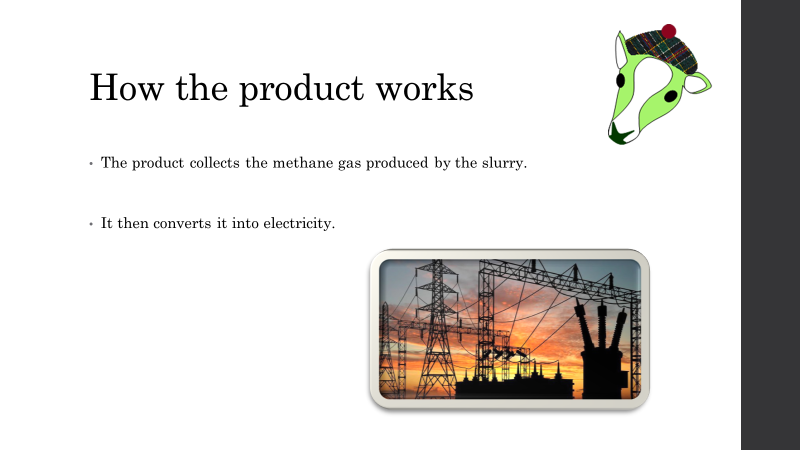 How the product works
• The product collects the methane gas produced by the slurry.
• It then converts it into electricity.